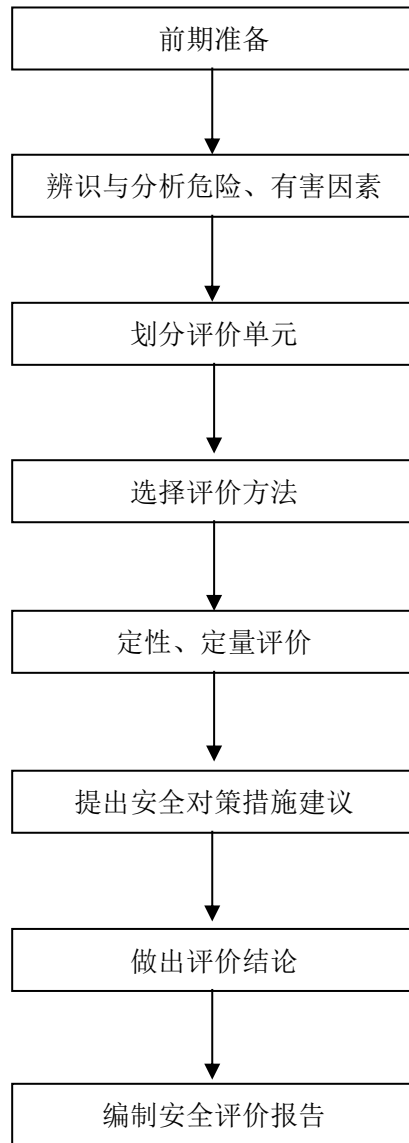 前期准备
辨识与分析危险、有害因素
划分评价单元
选择评价方法
定性、定量评价
提出安全对策措施建议
做出评价结论
编制安全评价报告